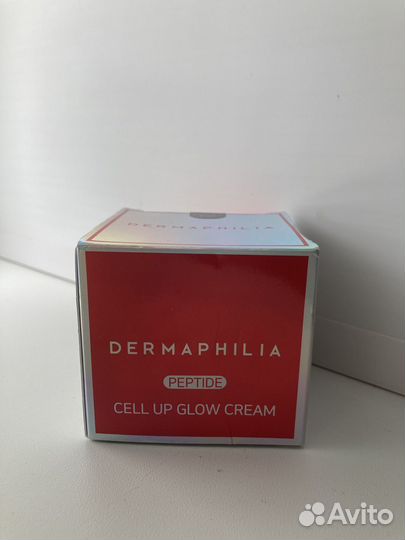 DERMAPHILIA
DERMAPHILIA
PEPTIDE
CELL UP GLOW CREAM
Avito